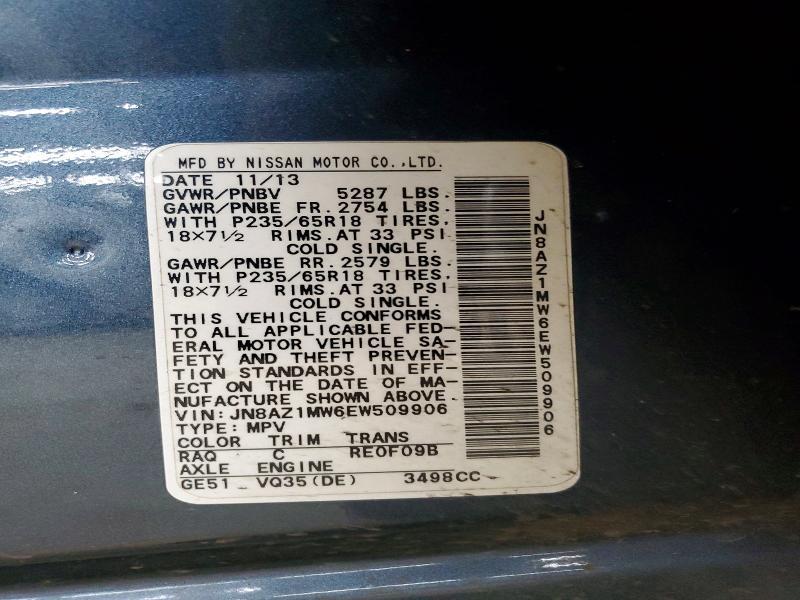 MFD BY NISSAN MOTOR CO.,LTD.
DATE 11/13
GVWR/PNBV 5287 LBS.
GAWR/PNBE FR. 2754 LBS.
WITH P235/65R18 TIRES,
18×7½ RIMS.AT 33 PSI
COLD SINGLE.
GAWR/PNBE RR. 2579 LBS.
WITH P235/65R18 TIRES,
18×7½ RIMS.AT 33 PSI
COLD SINGLE.
THIS VEHICLE CONFORMS
TO ALL APPLICABLE FED-
ERAL MOTOR VEHICLE SA-
FETY AND THEFT PREVEN-
TION STANDARDS IN EFF-
ECT ON THE DATE OF MA-
NUFACTURE SHOWN ABOVE.
VIN: JN8AZ1MW6EW509906
TYPE: MPV
COLOR TRIM TRANS
RAQ C RE0F09B
AXLE ENGINE
GE51 VQ35(DE) 3498CC
JN8AZ1MW6EW509906